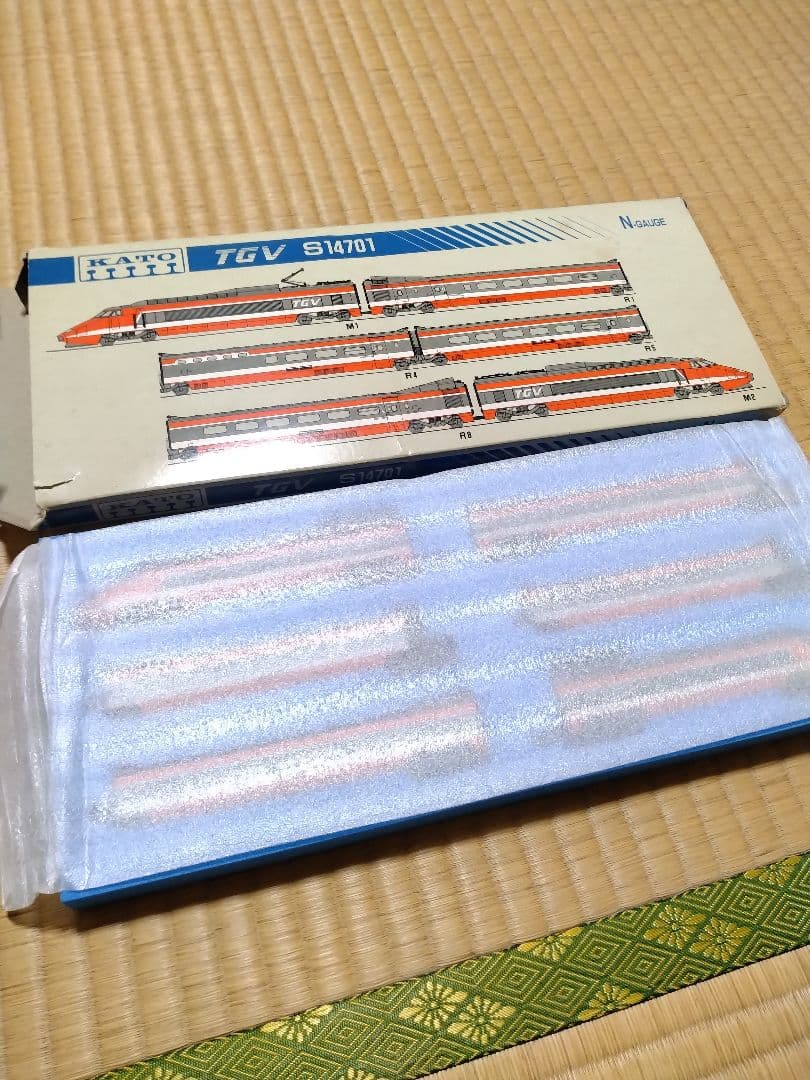 KATO TGV S14701 N-GAUGE
TGV
M1
R1
R4
R5
TGV
R8
M2
KATO TGV S14701